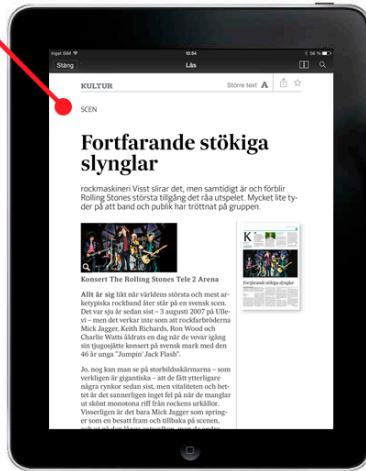 Inget SIM
10:54
56 %
Stäng
Läs
KULTUR
Större text A
SCEN
Fortfarande stökiga
slynglar
rockmaskineri Visst slirar det, men samtidigt är och förblir
Rolling Stones största tillgång det råa utspelet. Mycket lite ty-
der på att band och publik har tröttnat på gruppen.
Konsert The Rolling Stones Tele 2 Arena
Fortfarande stökiga slynglar
Allt är sig likt när världens största och mest ar-
ketypiska rockband åter står på en svensk scen.
Det var sju år sedan sist – 3 augusti 2007 på Ulle-
vi – men det verkar inte som att rockfarbröderna
Mick Jagger, Keith Richards, Ron Wood och
Charlie Watts åldrats en dag när de vevar igång
sin tjugosjätte konsert på svensk mark med den
46 år unga "Jumpin' Jack Flash".
Jo, nog kan man se på storbildsskärmarna – som
verkligen är gigantiska – att de fått ytterligare
några rynkor sedan sist, men vitaliteten och het-
tet är det sannerligen inget fel på när de manglar
ut skönt monotona riff från rockens urkällor.
Visserligen är det bara Mick Jagger som spring-
er som en besatt fram och tillbaka på scenen,